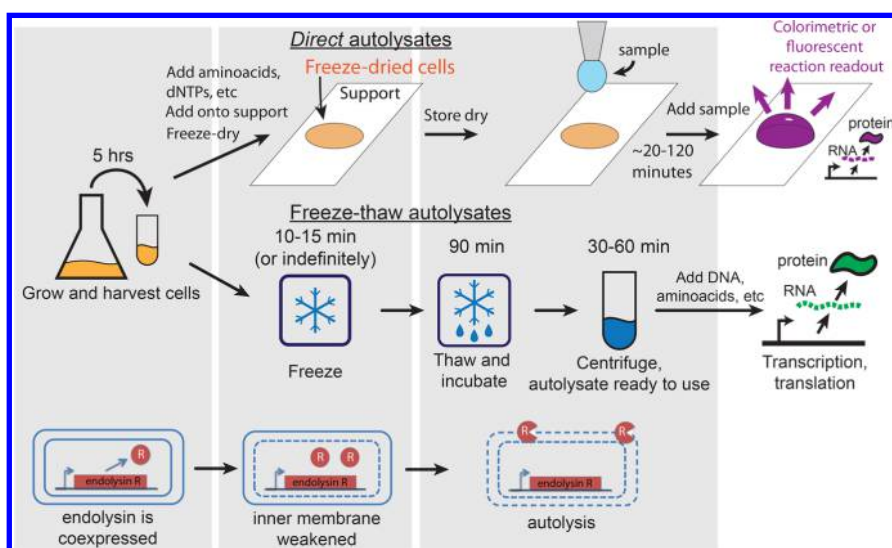 Direct autolysates
Add aminoacids,
dNTPs, etc
Add onto support
Freeze-dry
Freeze-dried cells
Support
Store dry
sample
Add sample
~20-120
minutes
Colorimetric or
fluorescent
reaction readout
protein
RNA
5 hrs
Grow and harvest cells
Freeze-thaw autolysates
10-15 min
(or indefinitely)
Freeze
90 min
Thaw and
incubate
30-60 min
Centrifuge,
autolysate ready to use
Add DNA,
aminoacids, etc
protein
RNA
Transcription,
translation
R
endolysin R
endolysin is
coexpressed
R R
endolysin R
inner membrane
weakened
R R
endolysin R
autolysis